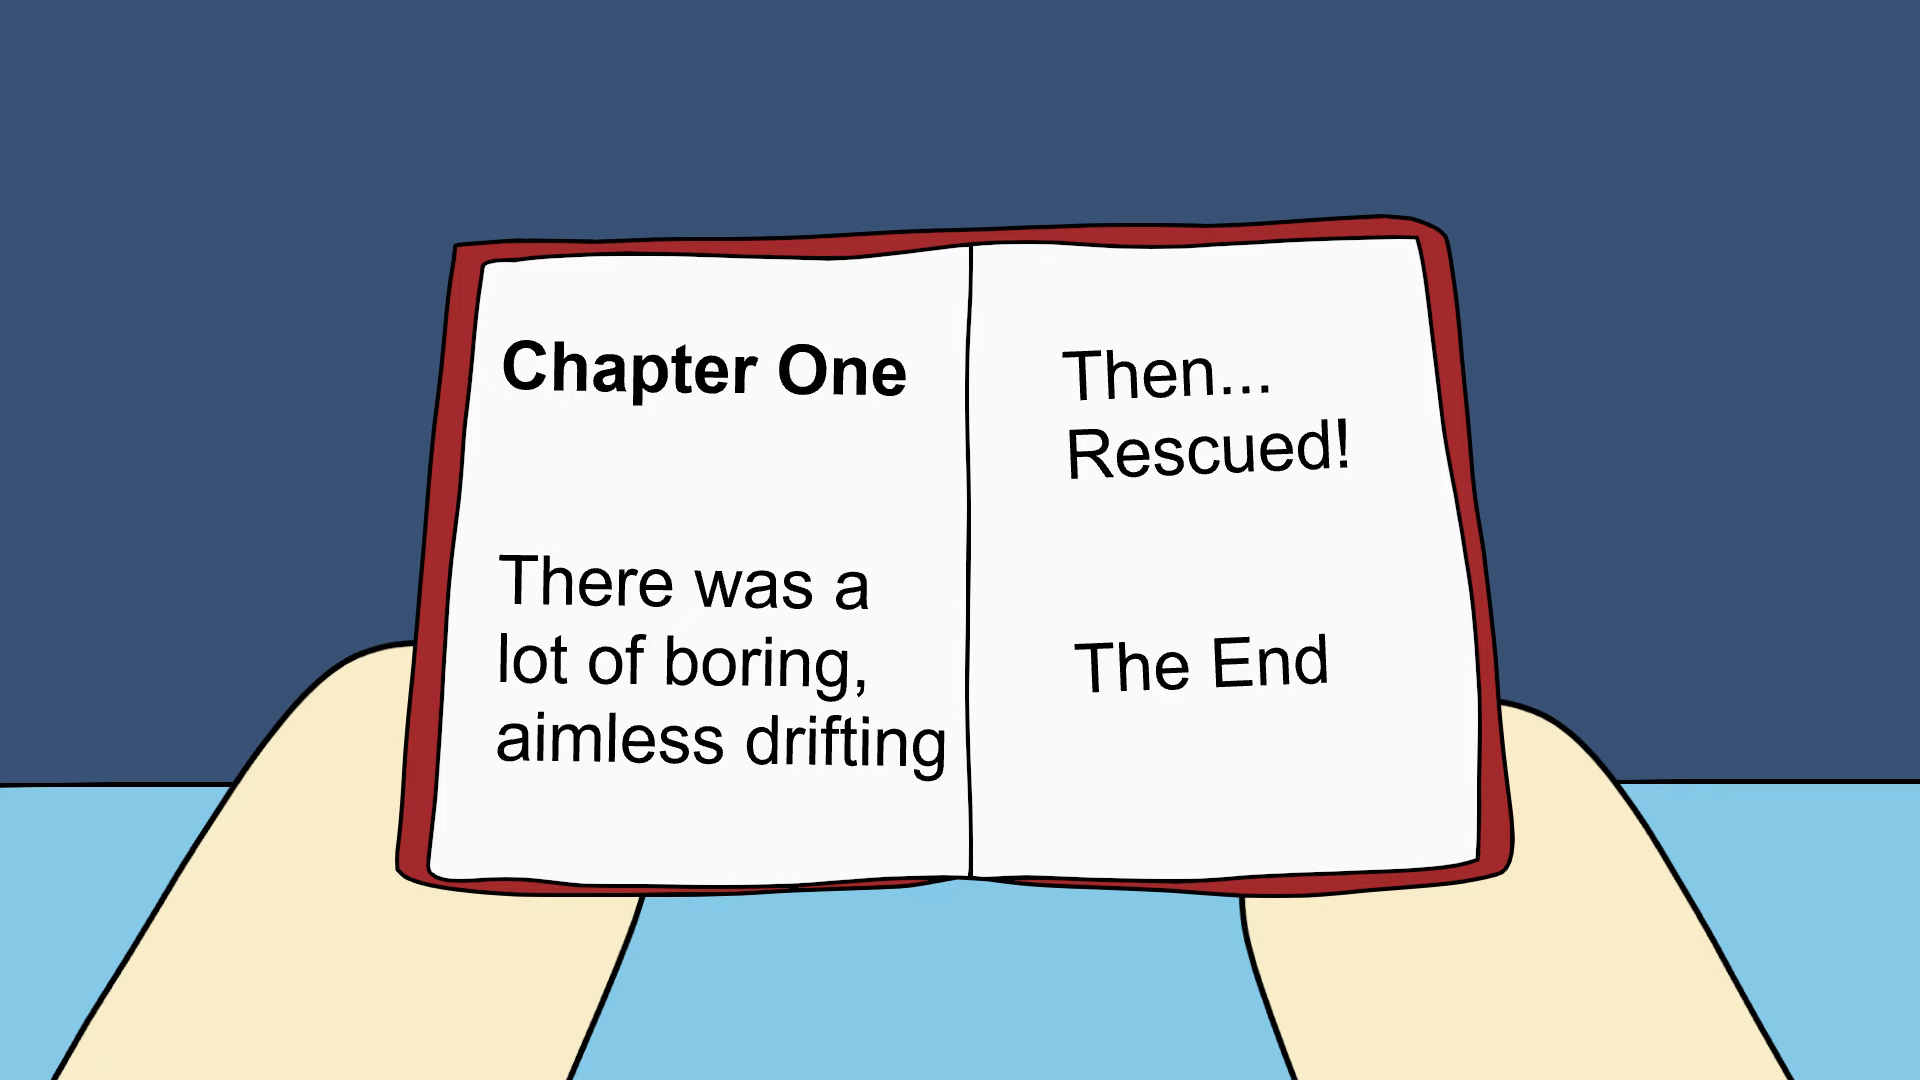 Chapter One
There was a
lot of boring,
aimless drifting
Then...
Rescued!
The End